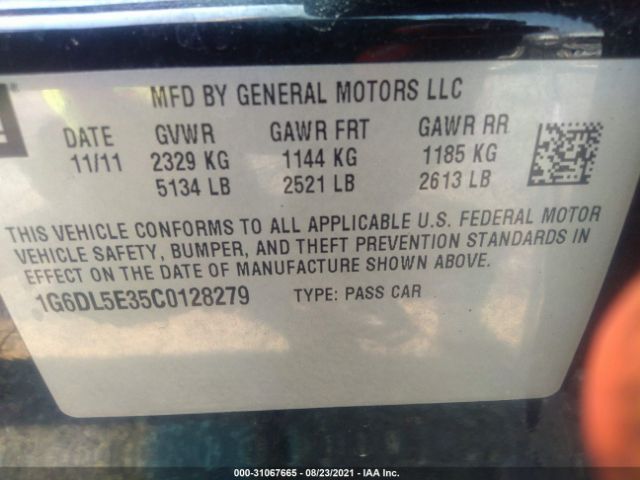 MFD BY GENERAL MOTORS LLC
DATE GVWR GAWR FRT GAWR RR
11/11 2329 KG 1144 KG 1185 KG
5134 LB 2521 LB 2613 LB
THIS VEHICLE CONFORMS TO ALL APPLICABLE U.S. FEDERAL MOTOR
VEHICLE SAFETY, BUMPER, AND THEFT PREVENTION STANDARDS IN
EFFECT ON THE DATE OF MANUFACTURE SHOWN ABOVE.
1G6DL5E35C0128279 TYPE: PASS CAR
000-31067665 - 08/23/2021 - IAA Inc.